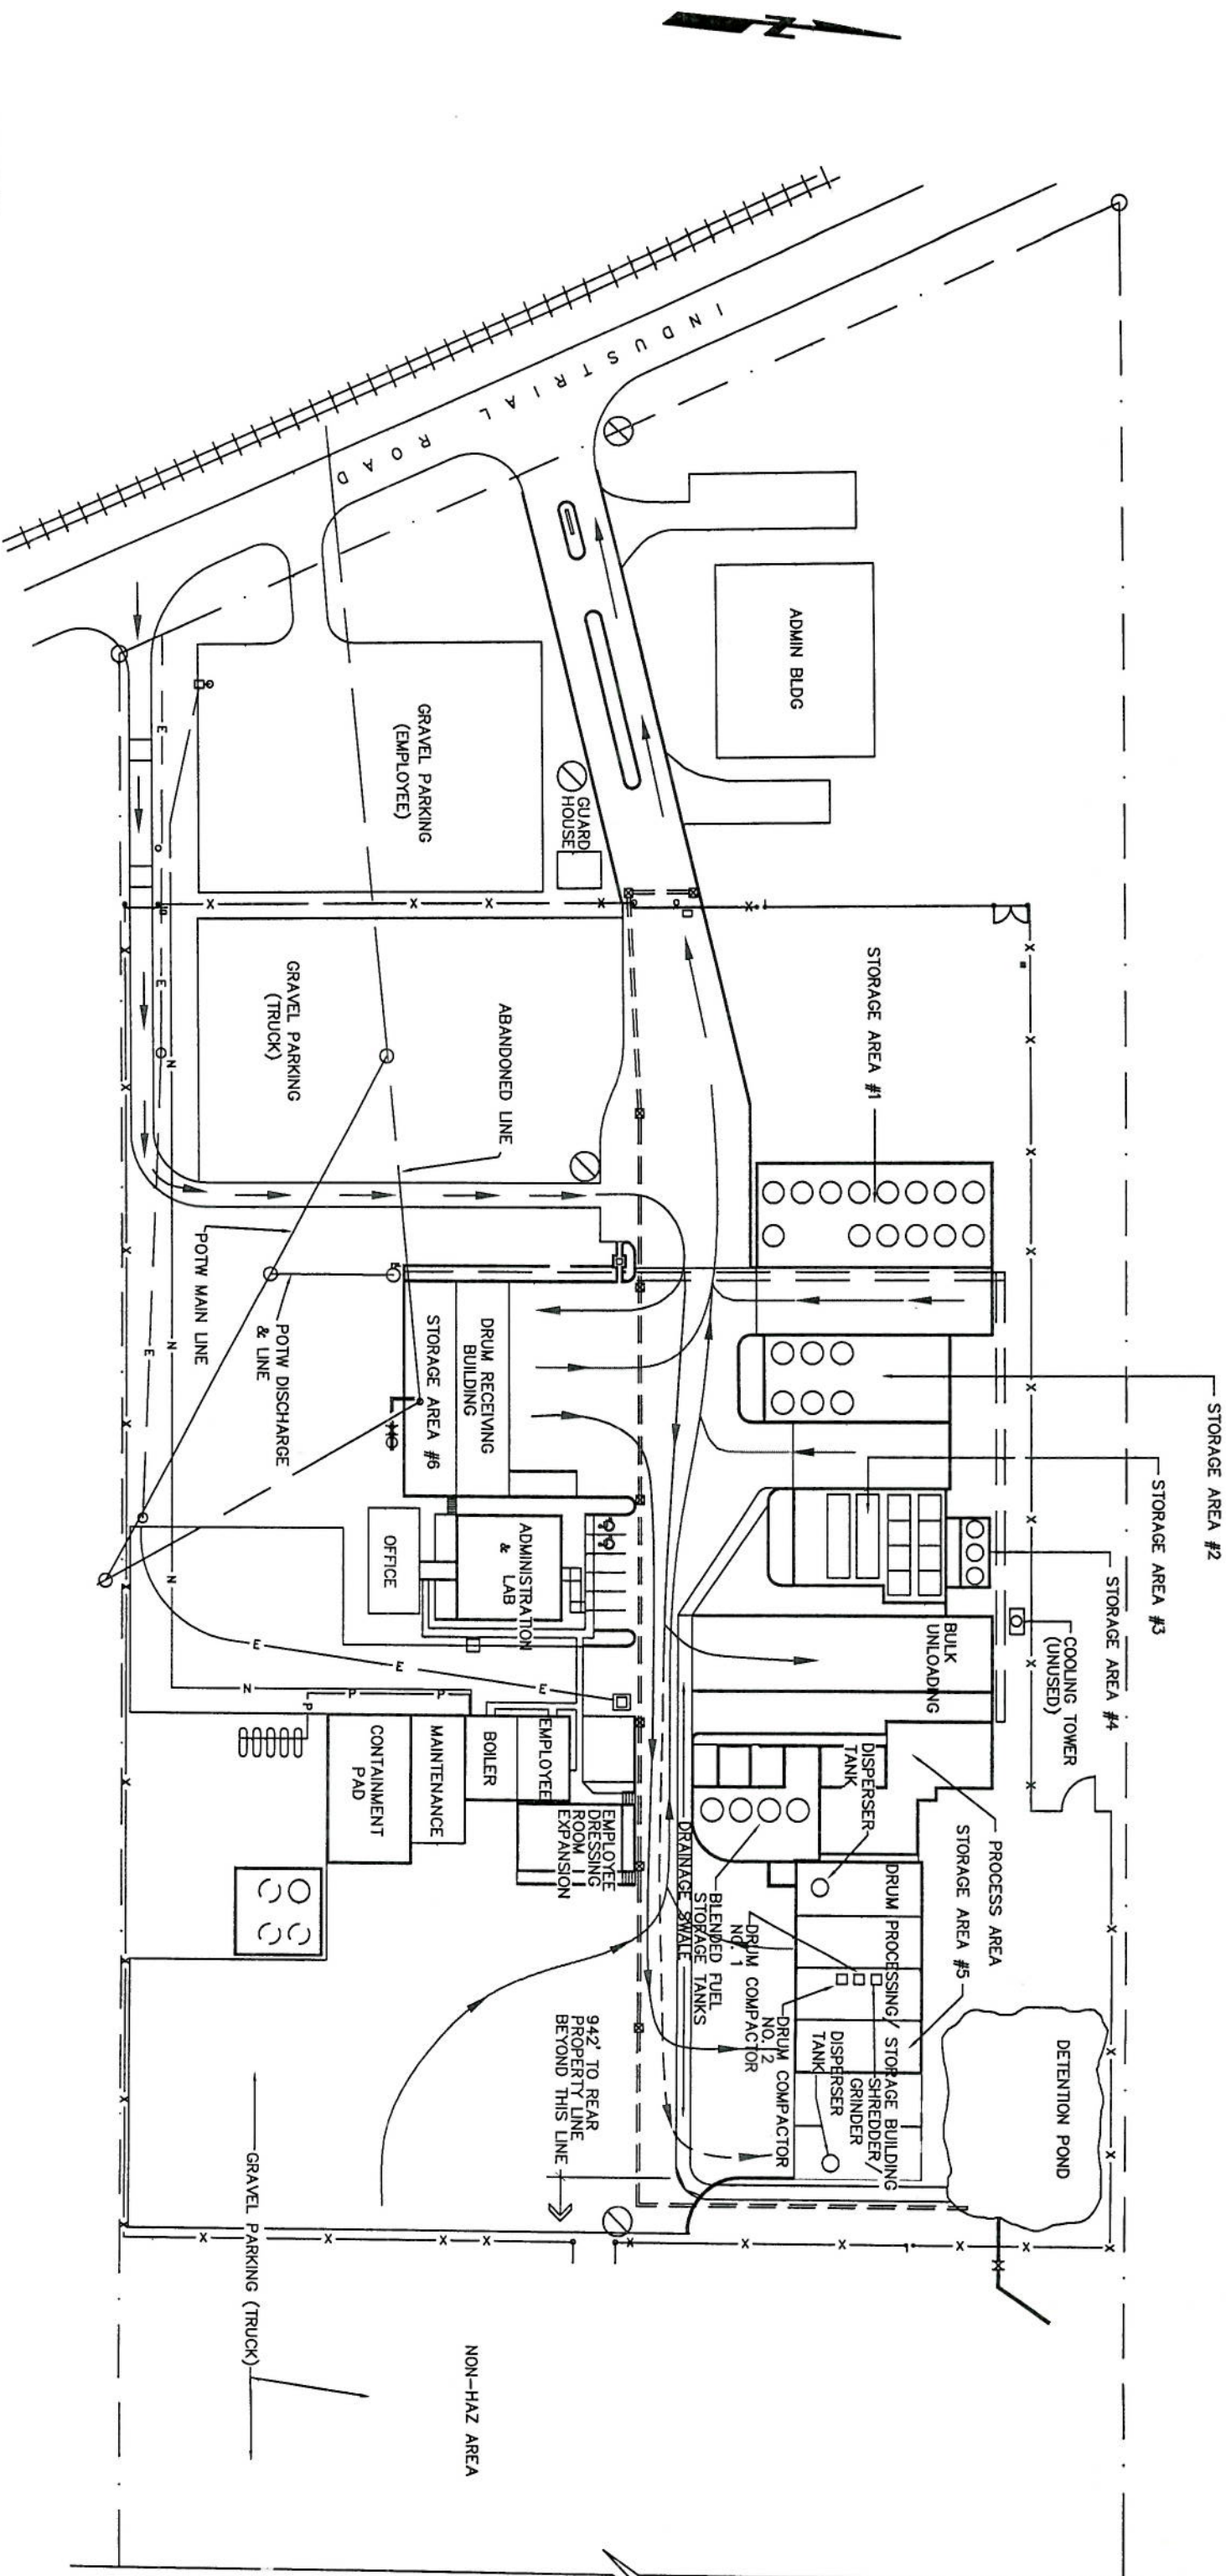 N
INDUSTRIAL ROAD
ADMIN BLDG
GRAVEL PARKING
(EMPLOYEE)
GUARD
HOUSE
STORAGE AREA #1
GRAVEL PARKING
(TRUCK)
ABANDONED LINE
STORAGE AREA #2
STORAGE AREA #3
STORAGE AREA #4
COOLING TOWER
(UNUSED)
POTW MAIN LINE
POTW DISCHARGE
& LINE
DRUM RECEIVING
BUILDING
STORAGE AREA #6
OFFICE
ADMINISTRATION
&
LAB
BULK
UNLOADING
EMPLOYEE
BOILER
MAINTENANCE
CONTAINMENT
PAD
EMPLOYEE
DRESSING
ROOM
EXPANSION
DISPERSER
TANK
PROCESS AREA
STORAGE AREA #5
DRUM PROCESSING/ STORAGE BUILDING
SHREDDER/
GRINDER
DISPERSER
TANK
DRUM COMPACTOR
NO. 2
DRUM COMPACTOR
NO. 1
BLENDED FUEL
STORAGE TANKS
DRAINAGE SWALE
DETENTION POND
942' TO REAR
PROPERTY LINE
BEYOND THIS LINE
GRAVEL PARKING (TRUCK)
NON-HAZ AREA